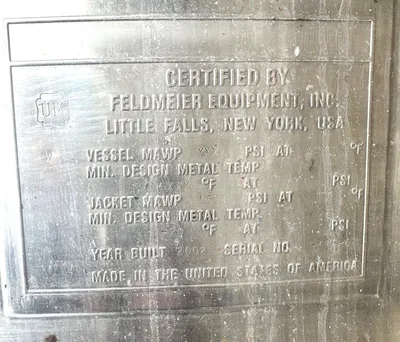 CERTIFIED BY
FELDMEIER EQUIPMENT, INC.
LITTLE FALLS, NEW YORK, USA
UM
VESSEL MAWP PSI AT °F
MIN. DESIGN METAL TEMP.
°F AT PSI
JACKET MAWP PSI AT °F
MIN. DESIGN METAL TEMP.
°F AT PSI
YEAR BUILT 2002 SERIAL NO.
MADE IN THE UNITED STATES OF AMERICA